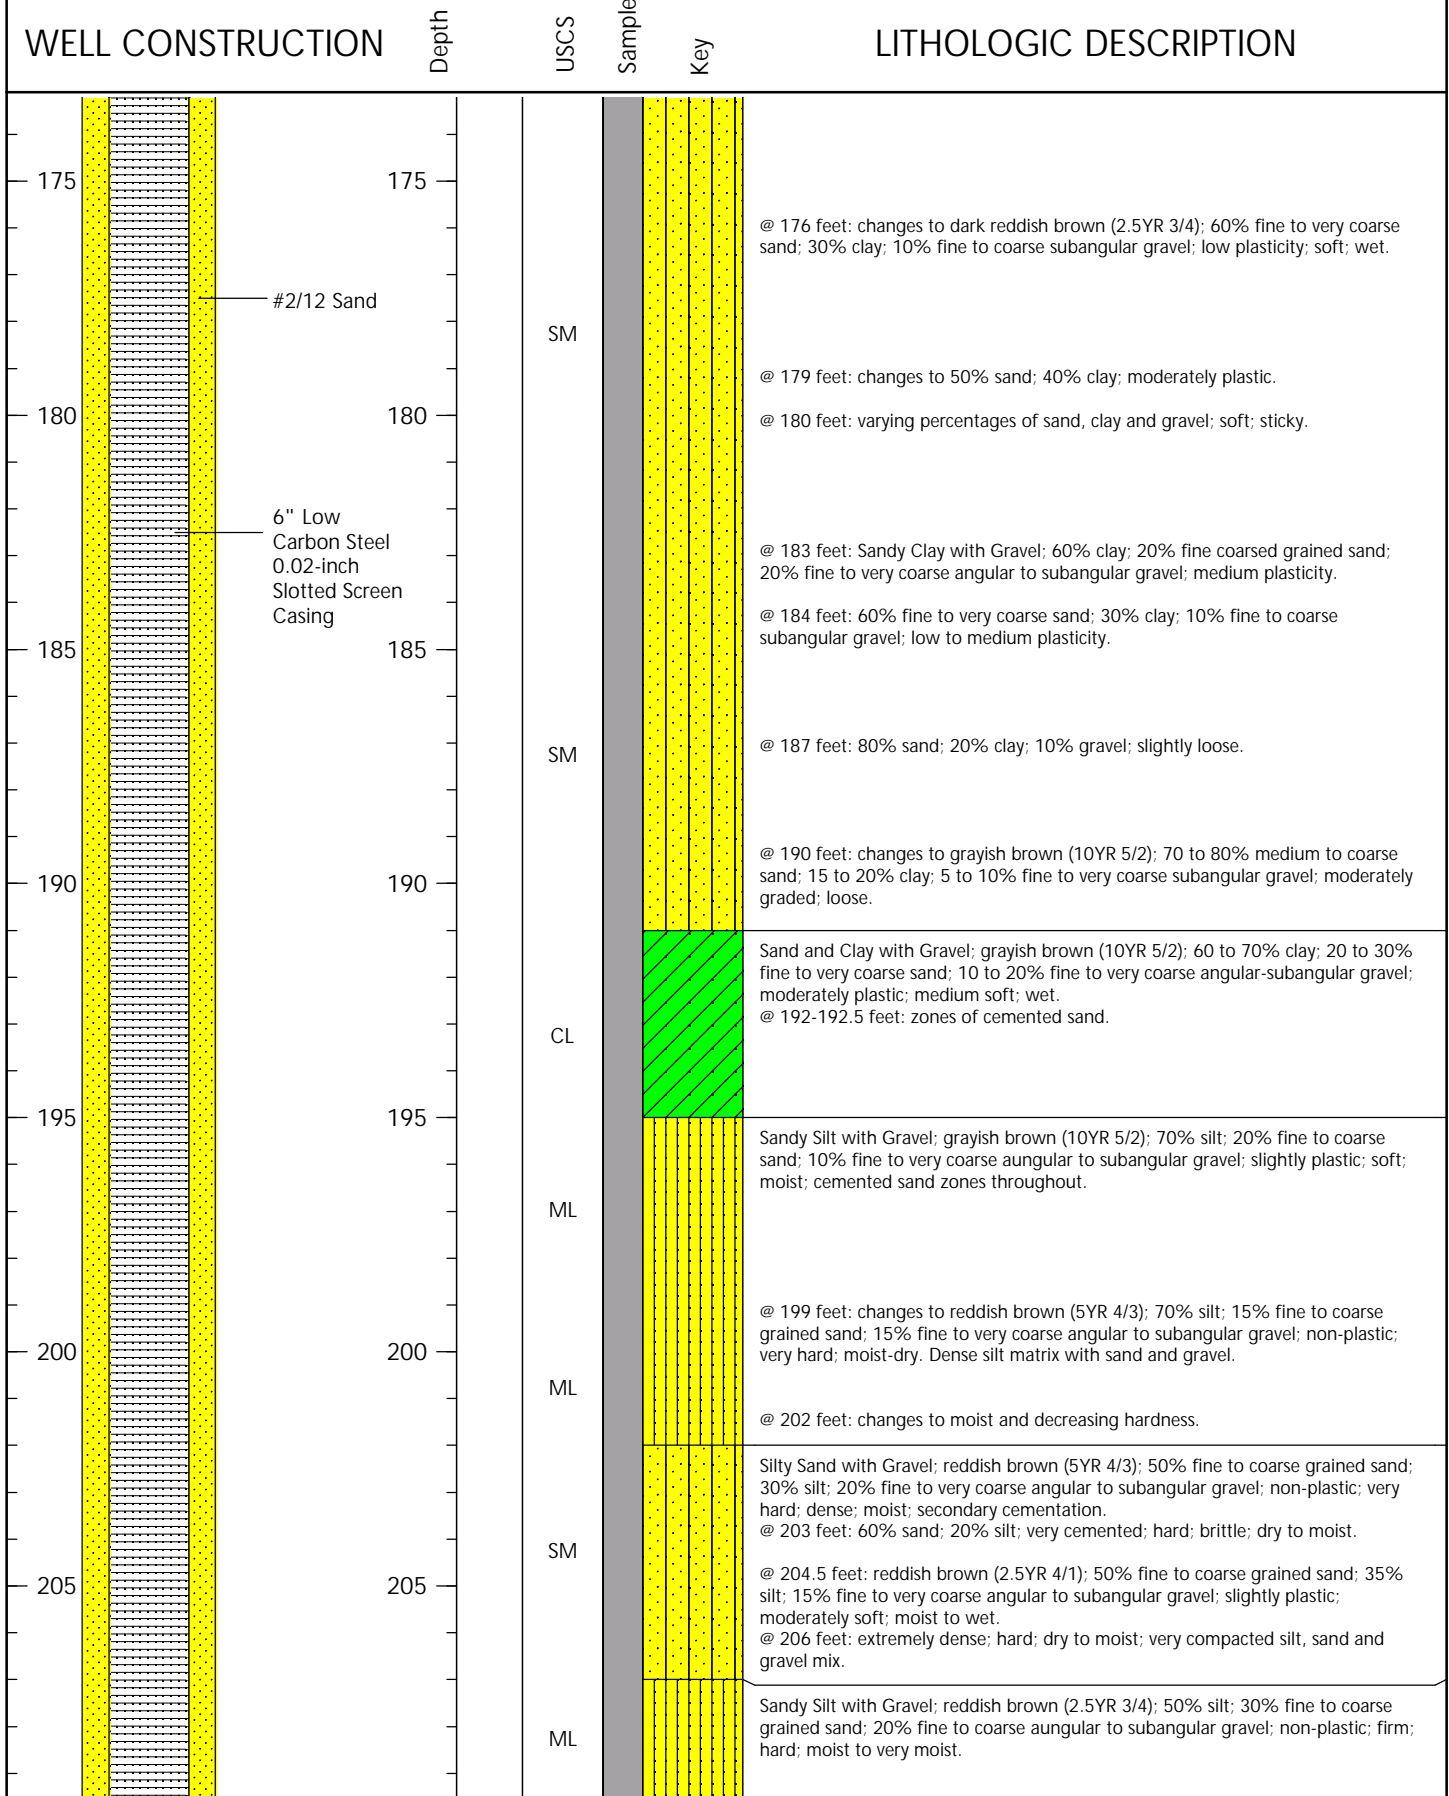 WELL CONSTRUCTION
Depth
USCS
Sample
Key
LITHOLOGIC DESCRIPTION
175
175
@ 176 feet: changes to dark reddish brown (2.5YR 3/4); 60% fine to very coarse
sand; 30% clay; 10% fine to coarse subangular gravel; low plasticity; soft; wet.
#2/12 Sand
SM
@ 179 feet: changes to 50% sand; 40% clay; moderately plastic.
180
180
@ 180 feet: varying percentages of sand, clay and gravel; soft; sticky.
6" Low
Carbon Steel
0.02-inch
Slotted Screen
Casing
@ 183 feet: Sandy Clay with Gravel; 60% clay; 20% fine coarsed grained sand;
20% fine to very coarse angular to subangular gravel; medium plasticity.
@ 184 feet: 60% fine to very coarse sand; 30% clay; 10% fine to coarse
subangular gravel; low to medium plasticity.
185
185
@ 187 feet: 80% sand; 20% clay; 10% gravel; slightly loose.
SM
@ 190 feet: changes to grayish brown (10YR 5/2); 70 to 80% medium to coarse
sand; 15 to 20% clay; 5 to 10% fine to very coarse subangular gravel; moderately
graded; loose.
190
190
Sand and Clay with Gravel; grayish brown (10YR 5/2); 60 to 70% clay; 20 to 30%
fine to very coarse sand; 10 to 20% fine to very coarse angular-subangular gravel;
moderately plastic; medium soft; wet.
@ 192-192.5 feet: zones of cemented sand.
CL
195
195
Sandy Silt with Gravel; grayish brown (10YR 5/2); 70% silt; 20% fine to coarse
sand; 10% fine to very coarse aungular to subangular gravel; slightly plastic; soft;
moist; cemented sand zones throughout.
ML
@ 199 feet: changes to reddish brown (5YR 4/3); 70% silt; 15% fine to coarse
grained sand; 15% fine to very coarse angular to subangular gravel; non-plastic;
very hard; moist-dry. Dense silt matrix with sand and gravel.
200
200
ML
@ 202 feet: changes to moist and decreasing hardness.
Silty Sand with Gravel; reddish brown (5YR 4/3); 50% fine to coarse grained sand;
30% silt; 20% fine to very coarse angular to subangular gravel; non-plastic; very
hard; dense; moist; secondary cementation.
@ 203 feet: 60% sand; 20% silt; very cemented; hard; brittle; dry to moist.
SM
@ 204.5 feet: reddish brown (2.5YR 4/1); 50% fine to coarse grained sand; 35%
silt; 15% fine to very coarse angular to subangular gravel; slightly plastic;
moderately soft; moist to wet.
205
205
@ 206 feet: extremely dense; hard; dry to moist; very compacted silt, sand and
gravel mix.
Sandy Silt with Gravel; reddish brown (2.5YR 3/4); 50% silt; 30% fine to coarse
grained sand; 20% fine to coarse aungular to subangular gravel; non-plastic; firm;
hard; moist to very moist.
ML